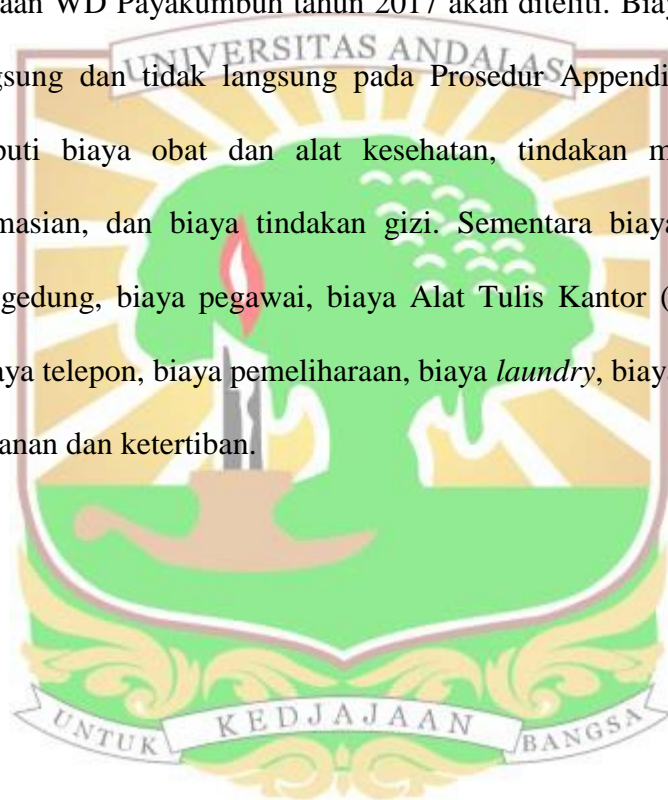 aan WD Payakumbuh tahun 2017 akan diteliti. Biay
UNIVERSITAS ANDALAS
gsung dan tidak langsung pada Prosedur Appendi
puti biaya obat dan alat kesehatan, tindakan m
masian, dan biaya tindakan gizi. Sementara biaya
gedung, biaya pegawai, biaya Alat Tulis Kantor (
aya telepon, biaya pemeliharaan, biaya laundry, biaya
anan dan ketertiban.
UNTUK KEDJAJAAN BANGSA